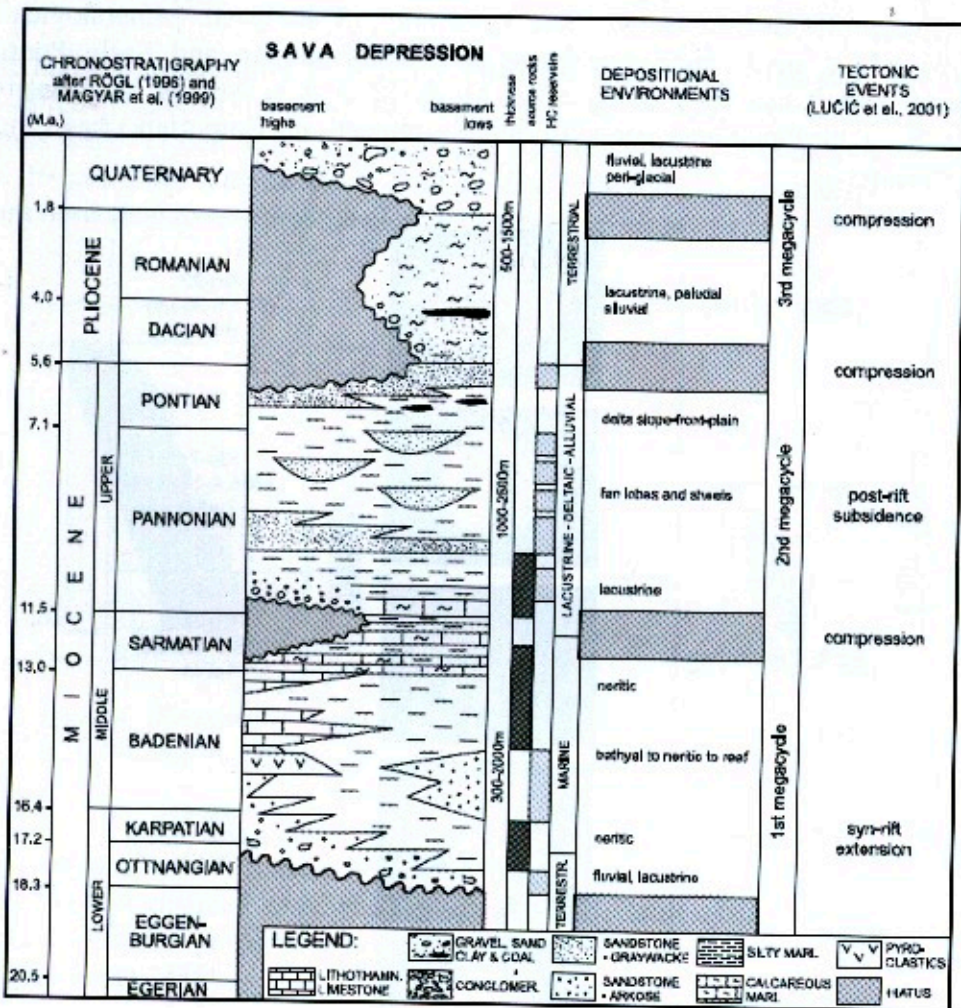 SAVA DEPRESSION
CHRONOSTRATIGRAPHY
after RÖGL (1996) and
MAGYAR et al. (1999)
(M.a.)
basement
highs
basement
lows
thickness
source rocks
HC reservoirs
DEPOSITIONAL
ENVIRONMENTS
TECTONIC
EVENTS
(LUČIĆ et al., 2001)
QUATERNARY
fluvial, lacustrine
peri-glacial
1.8
compression
PLIOCENE
ROMANIAN
500-1500m
TERRESTRIAL
3rd megacycle
4.0
lacustrine, paludal
alluvial
DACIAN
5.6
compression
MIOCENE
UPPER
PONTIAN
7.1
delta slope-front-plain
PANNONIAN
1000-2500m
LACUSTRINE - DELTAIC - ALLUVIAL
fan lobes and sheets
2nd megacycle
post-rift
subsidence
lacustrine
11.5
SARMATIAN
compression
13.0
MIDDLE
neritic
BADENIAN
300-2000m
MARINE
bathyal to neritic to reef
1st megacycle
16.4
KARPATIAN
17.2
neritic
syn-rift
extension
LOWER
OTTNANGIAN
fluvial, lacustrine
18.3
TERRESTR.
EGGEN-
BURGIAN
20.5
EGERIAN
LEGEND:
LITHOTHAMN.
LIMESTONE
GRAVEL, SAND
CLAY & COAL
CONGLOMER.
SANDSTONE
- GRAYWACKE
SANDSTONE
- ARKOSE
SILTY MARL
CALCAREOUS
MARL
PYRO-
CLASTICS
HIATUS